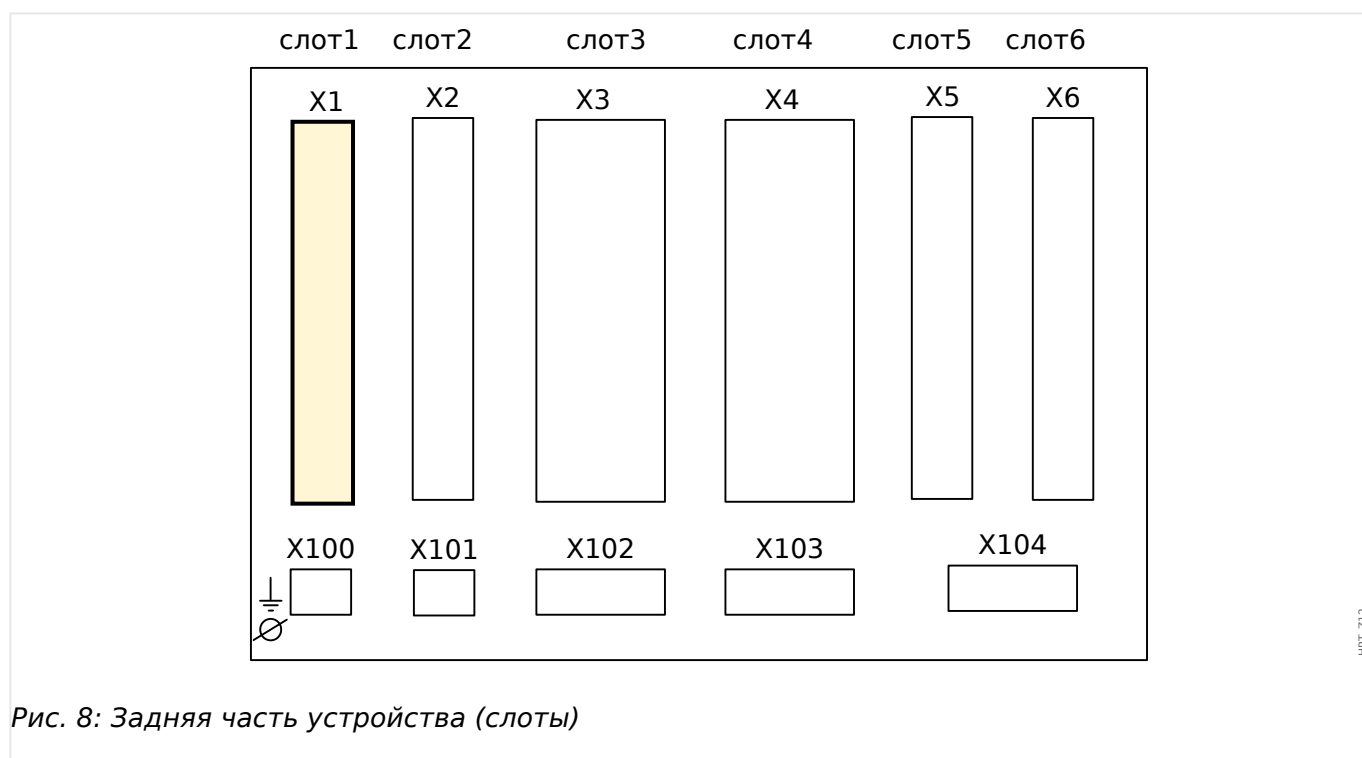 слот1 слот2 слот3 слот4 слот5 слот6
X1 X2 X3 X4 X5 X6
X100 X101 X102 X103 X104
Рис. 8: Задняя часть устройства (слоты)